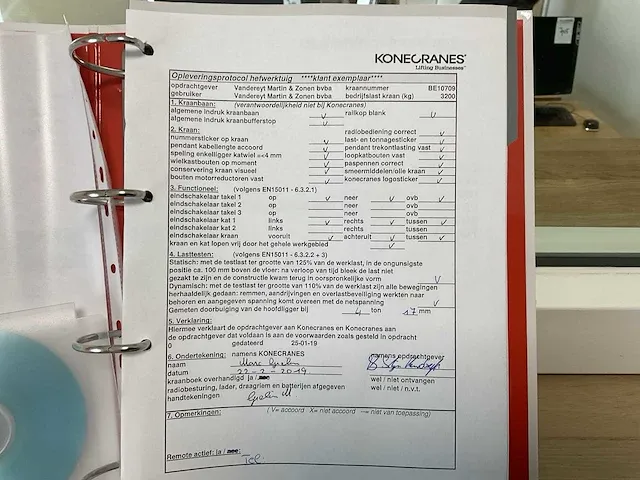 KONECRANES®
Lifting Businesses™
Opleveringsprotocol hefwerktuig ****klant exemplaar****
opdrachtgever Vandereyt Martin & Zonen bvba kraannummer BE10709
gebruiker Vandereyt Martin & Zonen bvba bedrijfslast kraan (kg) 3200
1. Kraanbaan: (verantwoordelijkheid niet bij Konecranes)
algemene indruk kraanbaan V railkop blank V
algemene indruk kraanbufferstop V
2. Kraan: radiobediening correct V
nummersticker op kraan V last- en tonnagesticker V
pendant kabellengte accoord V pendant trekontlasting vast V
speling enkelligger katwiel =<4 mm V loopkatbouten vast V
wielkastbouten op moment V paspennen correct V
conservering kraan visueel V smeermiddelen/olie kraan V
bouten motorreductoren vast V konecranes logosticker V
3. Functioneel: (volgens EN15011 - 6.3.2.1)
eindschakelaar takel 1 op V neer V ovb V
eindschakelaar takel 2 op neer ovb
eindschakelaar takel 3 op neer ovb
eindschakelaar kat 1 links V rechts V tussen V
eindschakelaar kat 2 links rechts tussen
eindschakelaar kraan vooruit V achteruit V tussen V
kraan en kat lopen vrij door het gehele werkgebied V
4. Lasttesten: (volgens EN15011 - 6.3.2.2 + 3)
Statisch: met de testlast ter grootte van 125% van de werklast, in de ongunsigste
positie ca. 100 mm boven de vloer: na verloop van tijd bleek de last niet
gezakt te zijn en de constructie kwam terug in oorspronkelijke vorm V
Dynamisch: met de testlast ter grootte van 110% van de werklast zijn alle bewegingen
herhaaldelijk gedaan: remmen, aandrijvingen en overlastbeveiliging werkten naar
behoren en aangegeven spanning komt overeen met de netspanning V
Gemeten doorbuiging van de hoofdligger bij 4 ton 17 mm
5. Verklaring:
Hiermee verklaart de opdrachtgever aan Konecranes en Konecranes aan
de opdrachtgever dat voldaan is aan de voorwaarden zoals gesteld in opdracht
0 gedateerd 25-01-19
6. Ondertekening: namens KONECRANES namens opdrachtgever
naam Marc
datum 22-2-2019
kraanboek overhandigd ja / nee wel / niet ontvangen
radiobesturing, lader, draagriem en batterijen afgegeven wel / niet / n.v.t.
handtekeningen
7. Opmerkingen: ( V= accoord X= niet accoord —= niet van toepassing)
Remote actief: ja / nee: